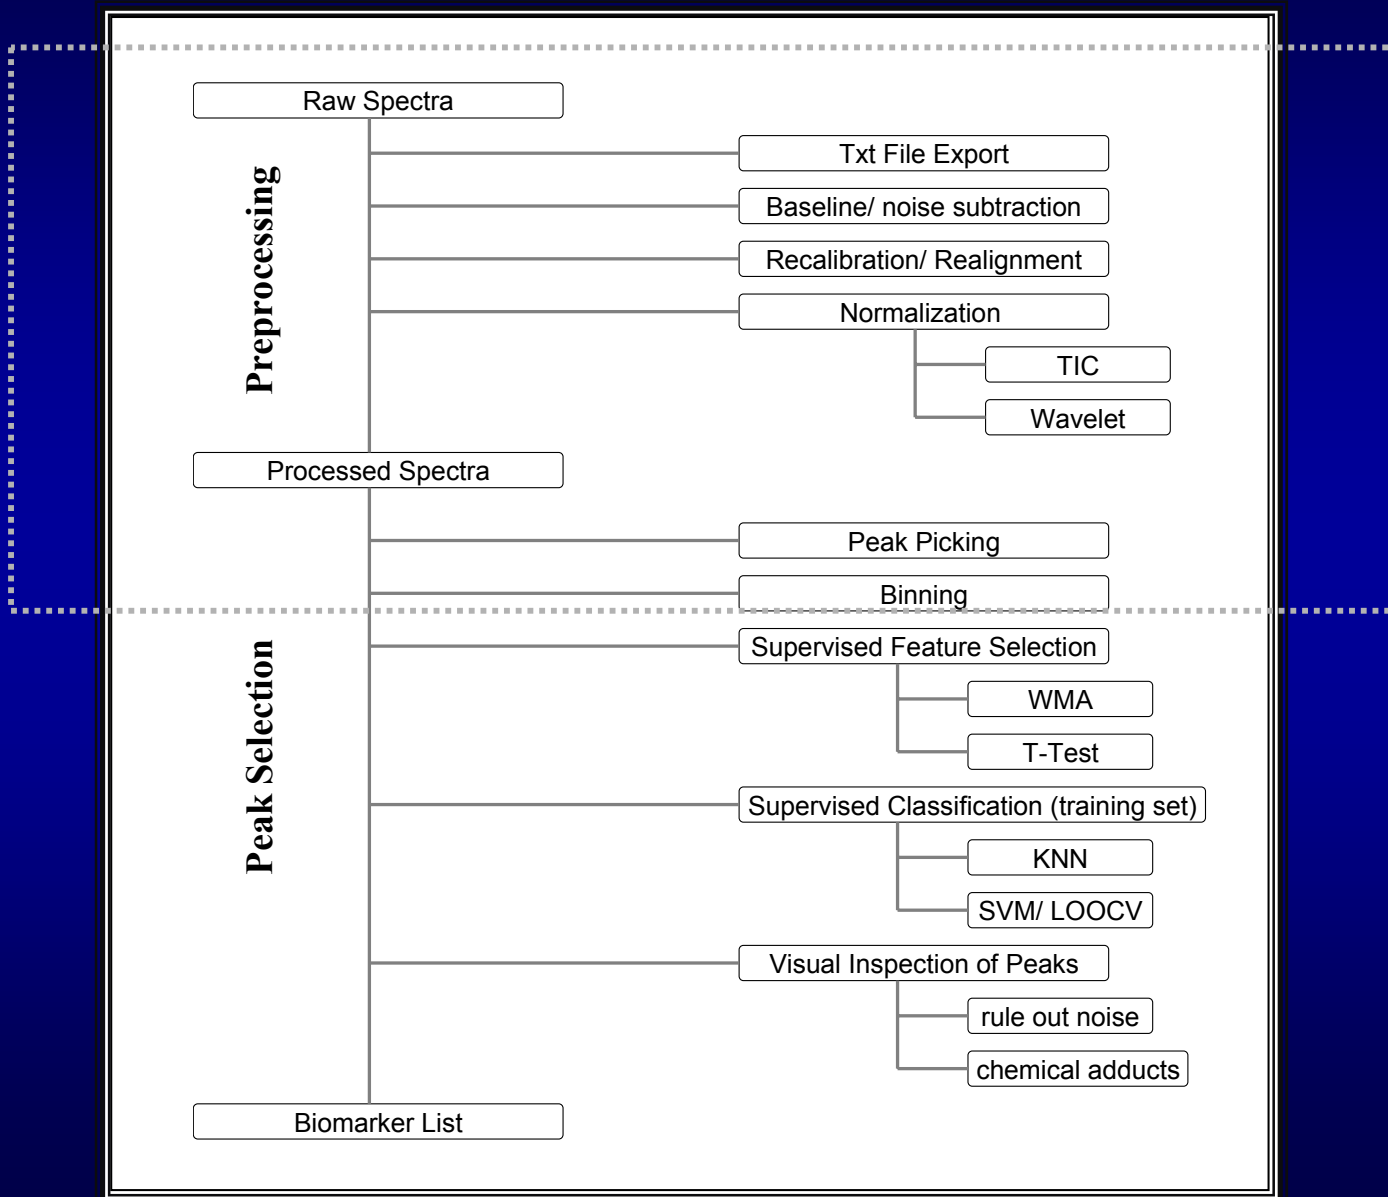 Raw Spectra
Txt File Export
Baseline/ noise subtraction
Recalibration/ Realignment
Normalization
TIC
Wavelet
Preprocessing
Processed Spectra
Peak Picking
Binning
Supervised Feature Selection
WMA
T-Test
Supervised Classification (training set)
KNN
SVM/ LOOCV
Peak Selection
Visual Inspection of Peaks
rule out noise
chemical adducts
Biomarker List